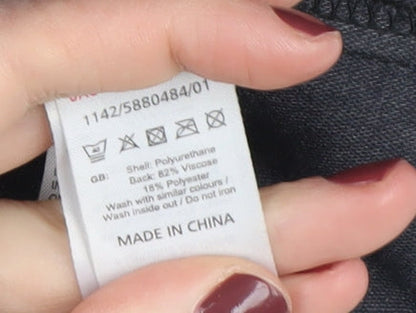 1142/5880484/01
GB: Shell: Polyurethane
Back: 82% Viscose
18% Polyester
Wash with similar colours /
Wash inside out / Do not iron
MADE IN CHINA